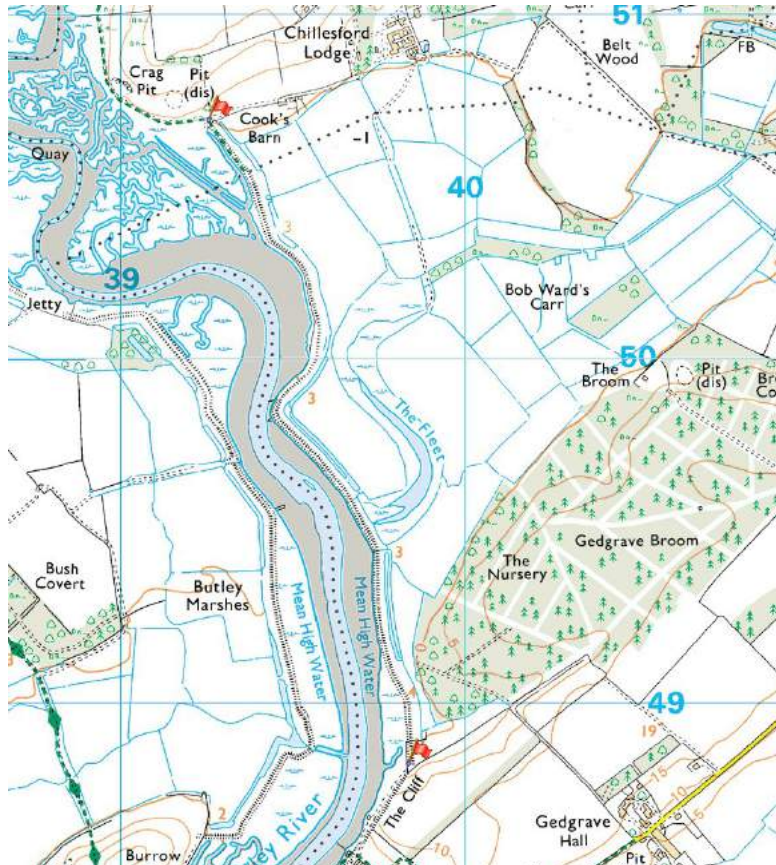 51
Chillesford
Lodge
Belt
Wood
FB
Crag
Pit
Pit
(dis)
Cook's
Barn
-1
Quay
40
3
39
Jetty
Bob Ward's
Carr
50
The
Broom
Pit
(dis)
3
The Fleet
Gedgrave Broom
3
The
Nursery
Bush
Covert
Butley
Marshes
Mean High Water
Mean High Water
0
5
4
49
19
15
10
5
The Cliff
2
10
Gedgrave
Hall
Pit
Burrow
River